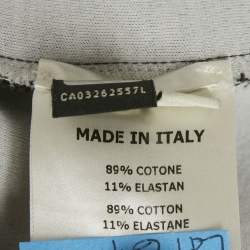 CA03262557L
MADE IN ITALY
89% COTONE
11% ELASTAN
89% COTTON
11% ELASTANE